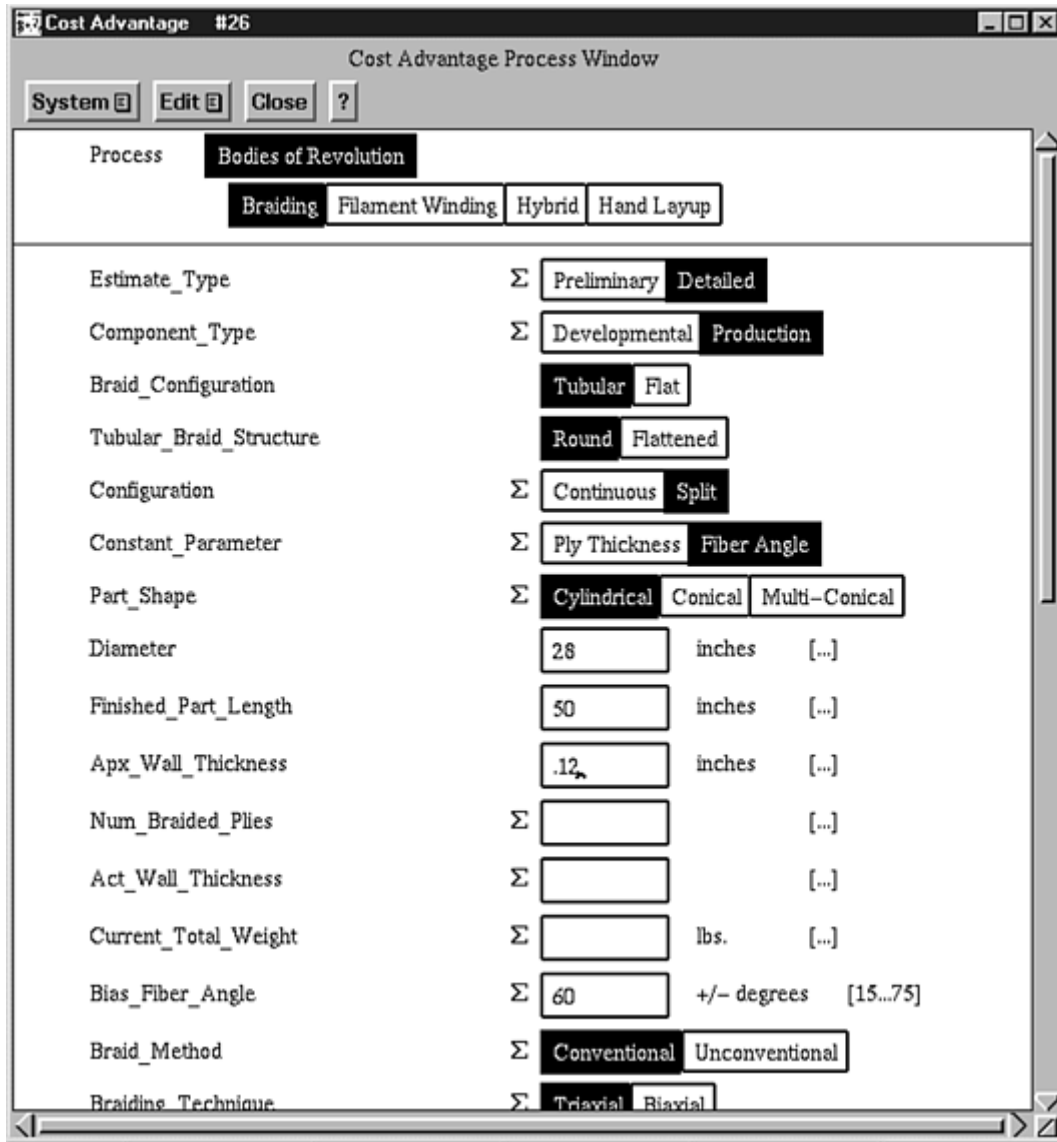 Cost Advantage #26
Cost Advantage Process Window
System Edit Close ?
Process Bodies of Revolution
Braiding Filament Winding Hybrid Hand Layup
Estimate_Type Σ Preliminary Detailed
Component_Type Σ Developmental Production
Braid_Configuration Tubular Flat
Tubular_Braid_Structure Round Flattened
Configuration Σ Continuous Split
Constant_Parameter Σ Ply Thickness Fiber Angle
Part_Shape Σ Cylindrical Conical Multi-Conical
Diameter 28 inches [...]
Finished_Part_Length 50 inches [...]
Apx_Wall_Thickness .12 inches [...]
Num_Braided_Plies Σ [...]
Act_Wall_Thickness Σ [...]
Current_Total_Weight Σ lbs. [...]
Bias_Fiber_Angle Σ 60 +/- degrees [15...75]
Braid_Method Σ Conventional Unconventional
Braiding_Technique Σ Triaxial Biaxial